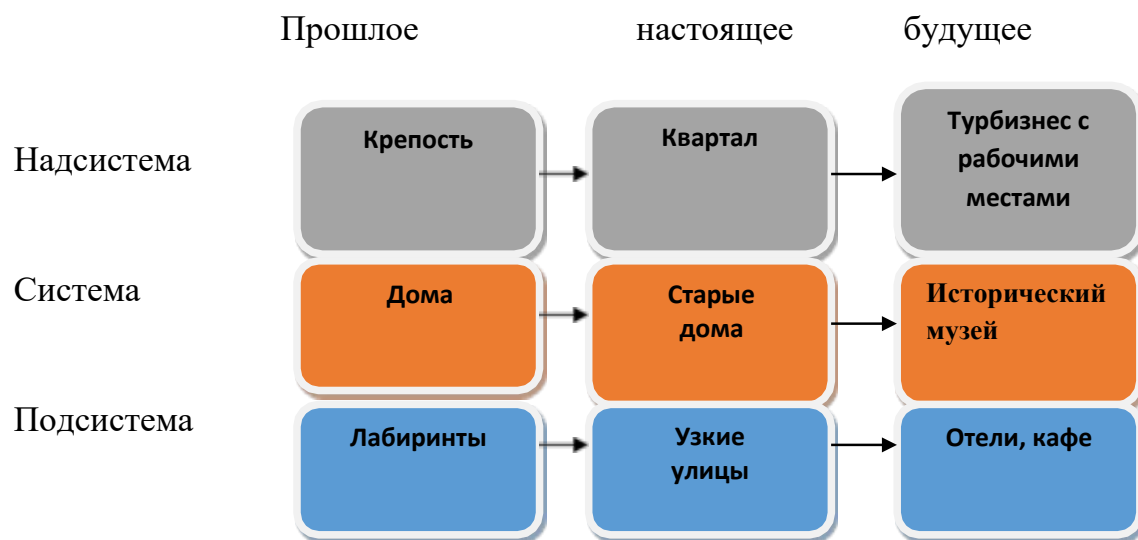 Прошлое настоящее будущее
Надсистема
Крепость
Квартал
Турбизнес с
рабочими
местами
Система
Дома
Старые
дома
Исторический
музей
Подсистема
Лабиринты
Узкие
улицы
Отели, кафе